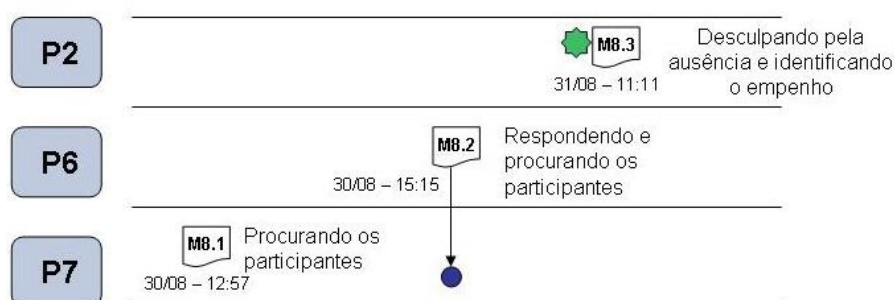 P2
M8.3
31/08 – 11:11
Desculpando pela
ausência e identificando
o empenho
P6
M8.2
30/08 – 15:15
Respondendo e
procurando os
participantes
P7
M8.1
30/08 – 12:57
Procurando os
participantes